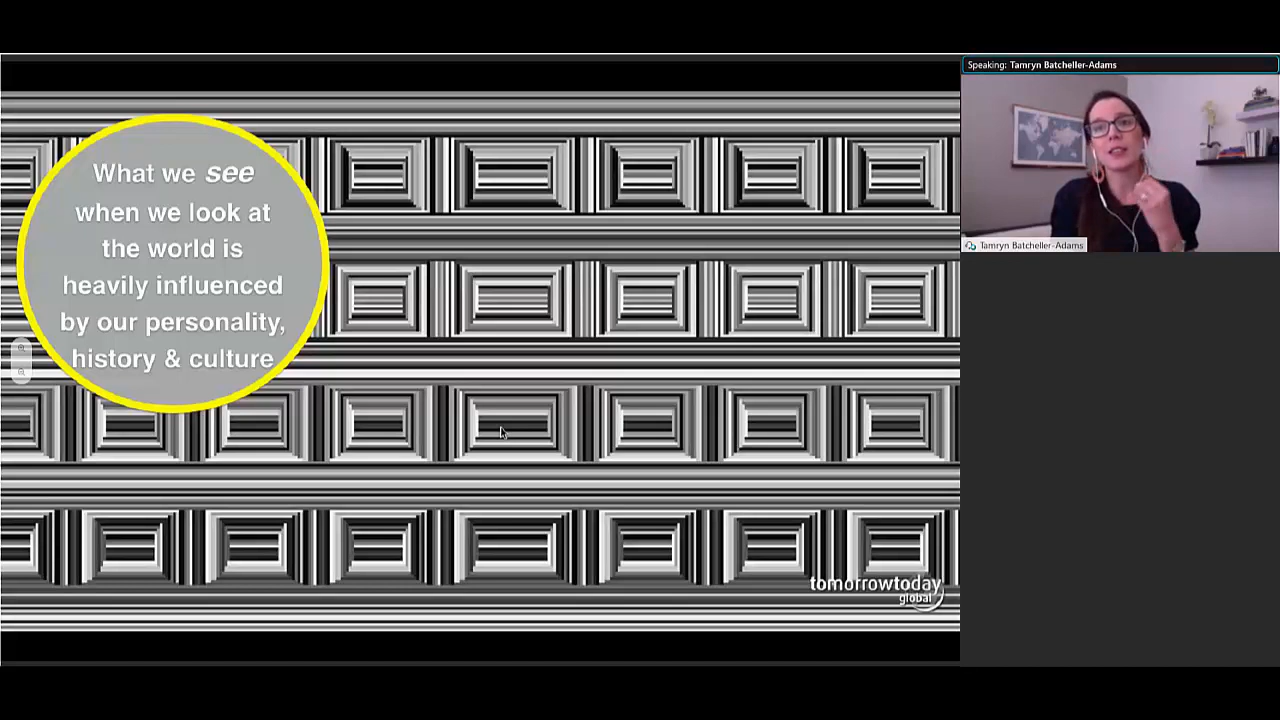 Speaking: Tamryn Batcheller-Adams
What we see
when we look at
the world is
heavily influenced
by our personality,
history & culture
Tamryn Batcheller-Adams
tomorrowtoday
global